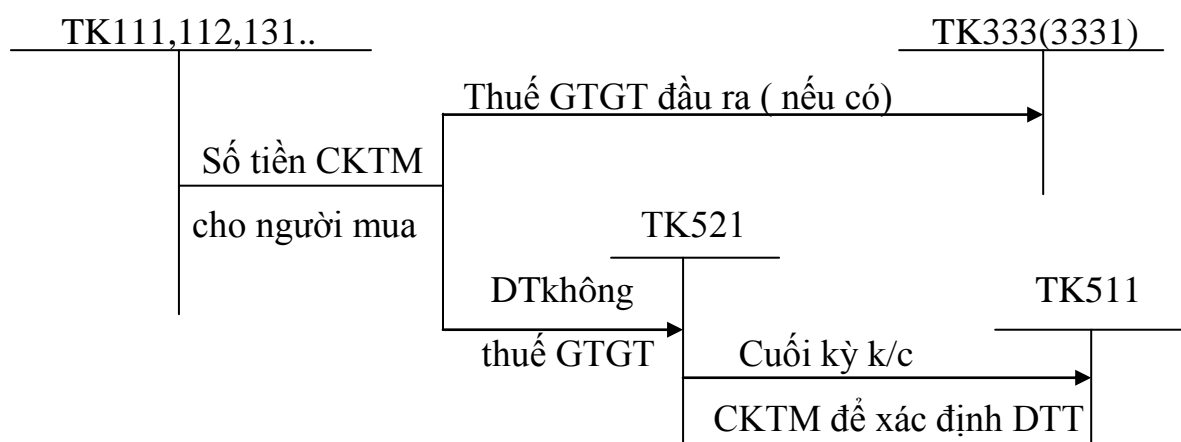 TK111,112,131..
TK333(3331)
Thuế GTGT đầu ra ( nếu có)
Số tiền CKTM
cho người mua
TK521
DTkhông
thuế GTGT
TK511
Cuối kỳ k/c
CKTM để xác định DTT